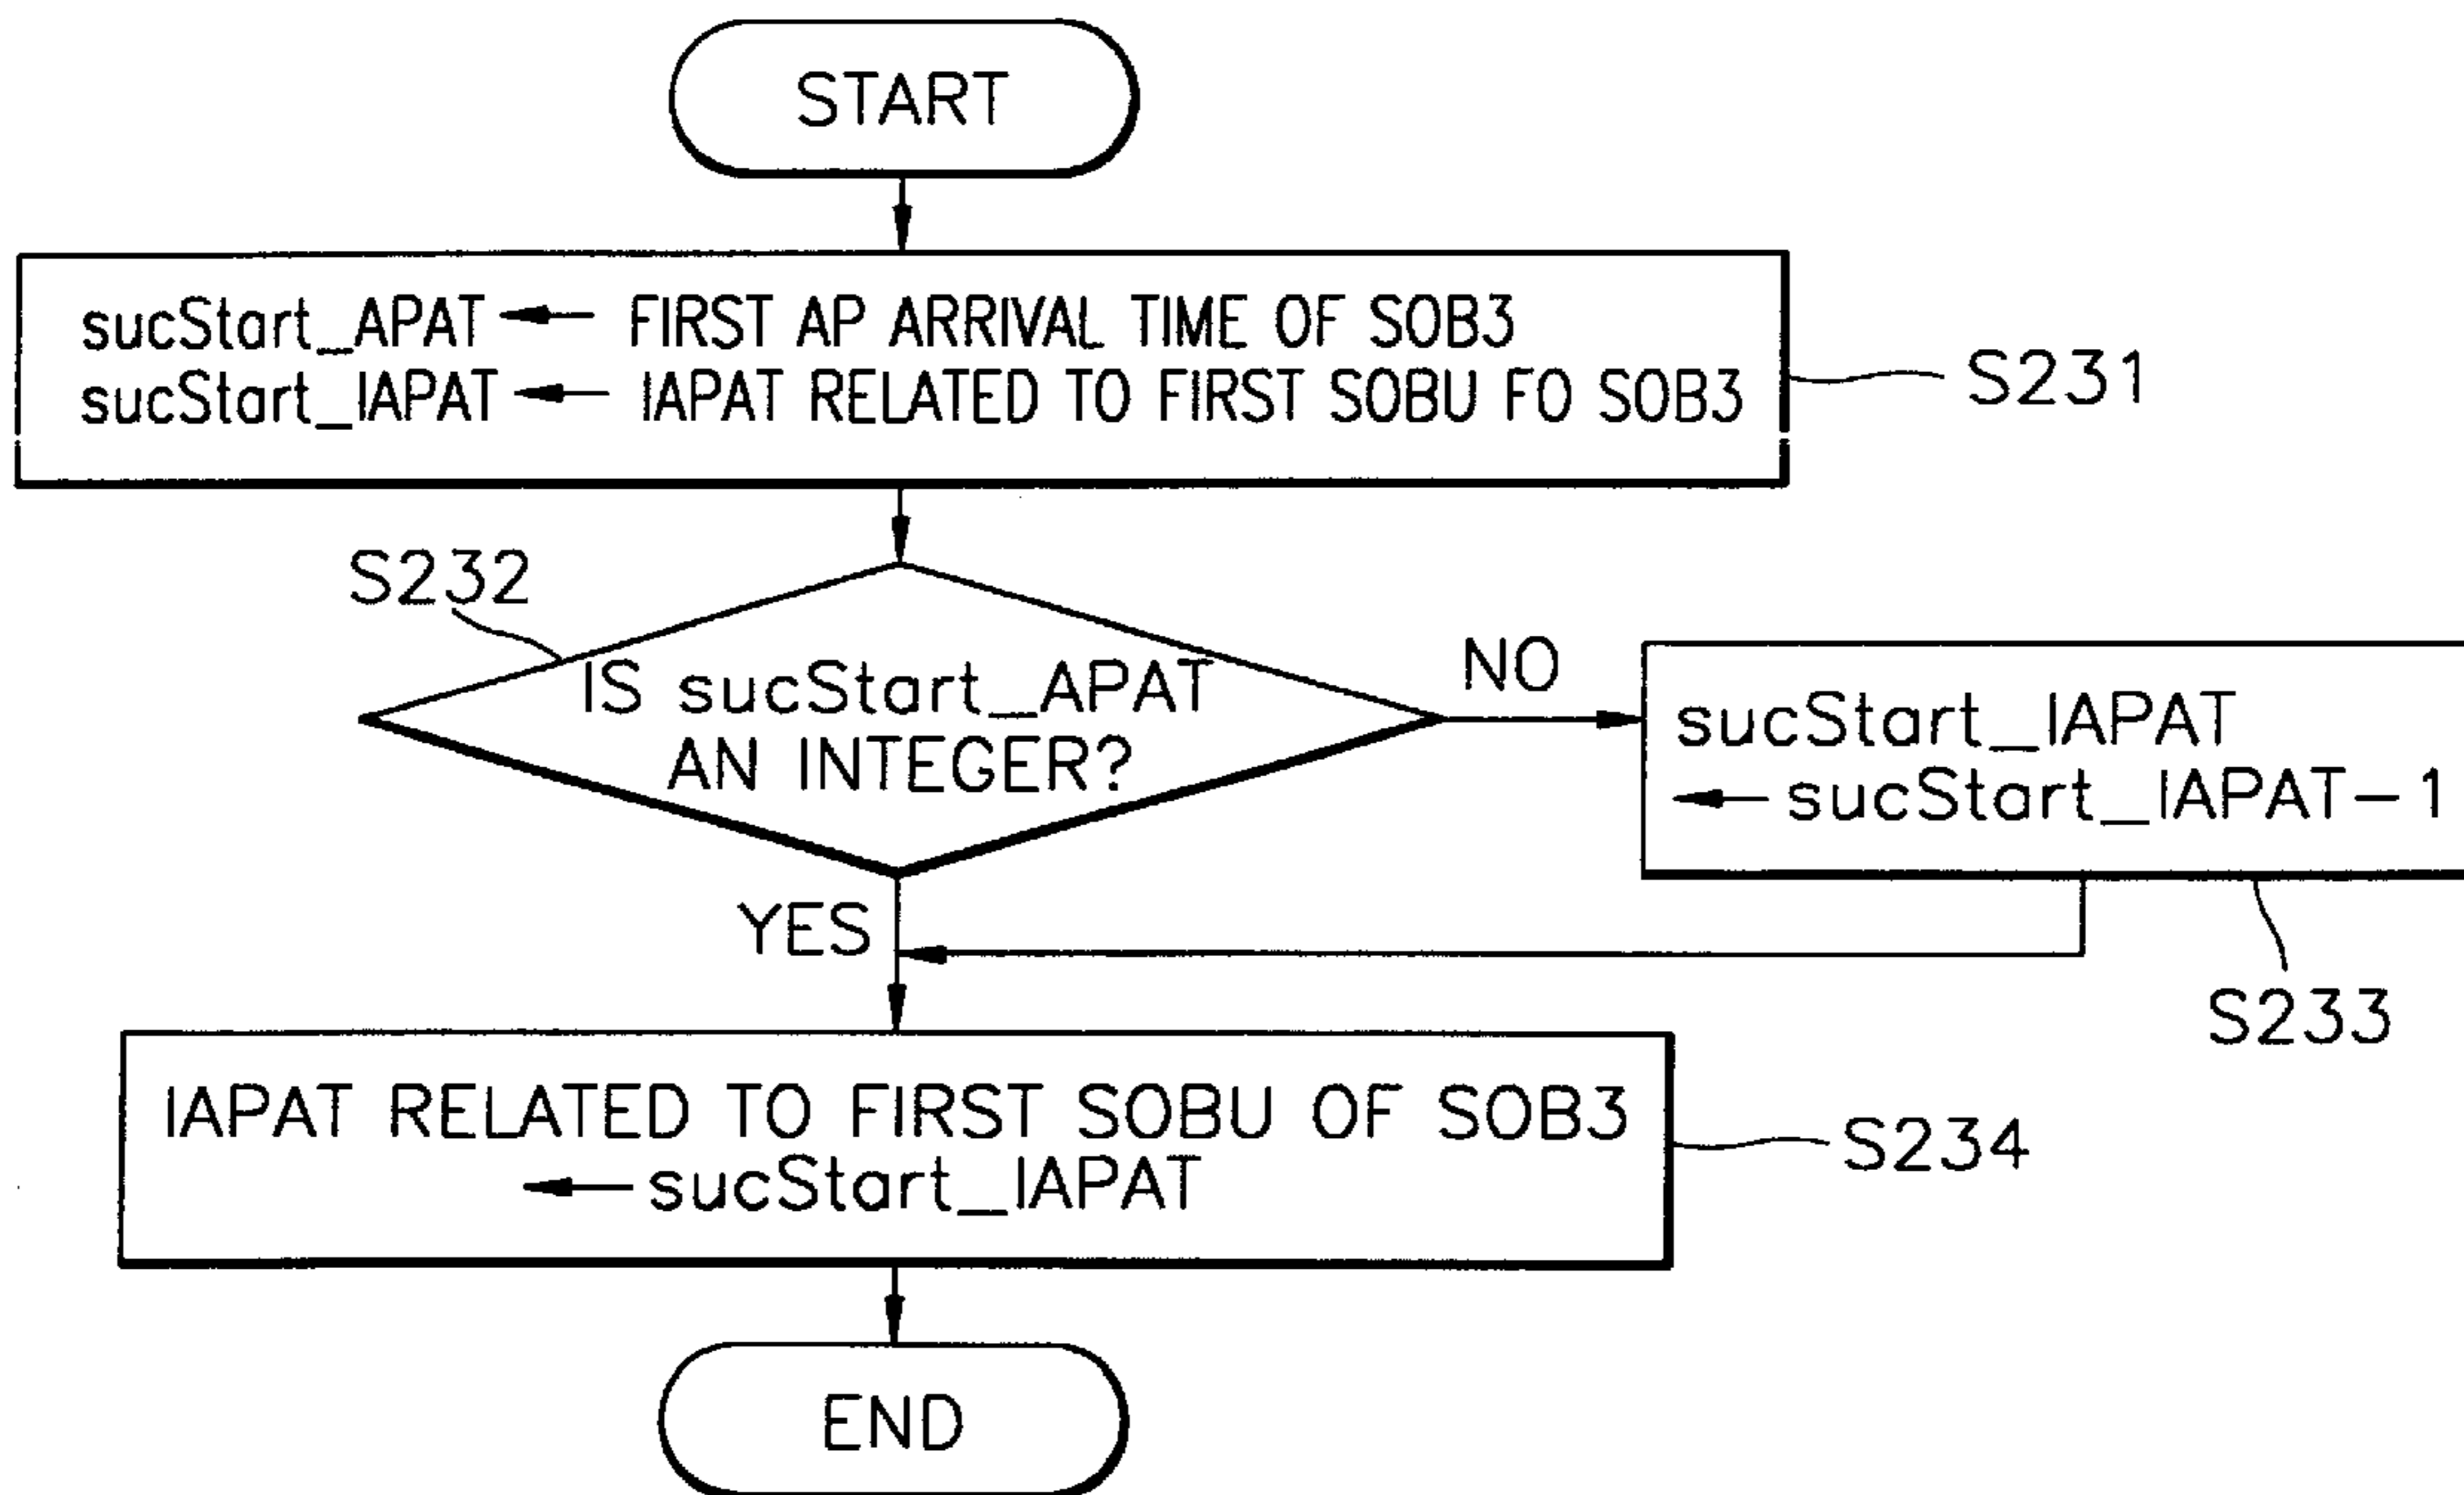 START
sucStart_APAT ← FIRST AP ARRIVAL TIME OF SOB3
sucStart_IAPAT ← IAPAT RELATED TO FIRST SOBU FO SOB3
S231
S232
IS sucStart_APAT
AN INTEGER?
NO
sucStart_IAPAT
← sucStart_IAPAT-1
S233
YES
IAPAT RELATED TO FIRST SOBU OF SOB3
← sucStart_IAPAT
S234
END